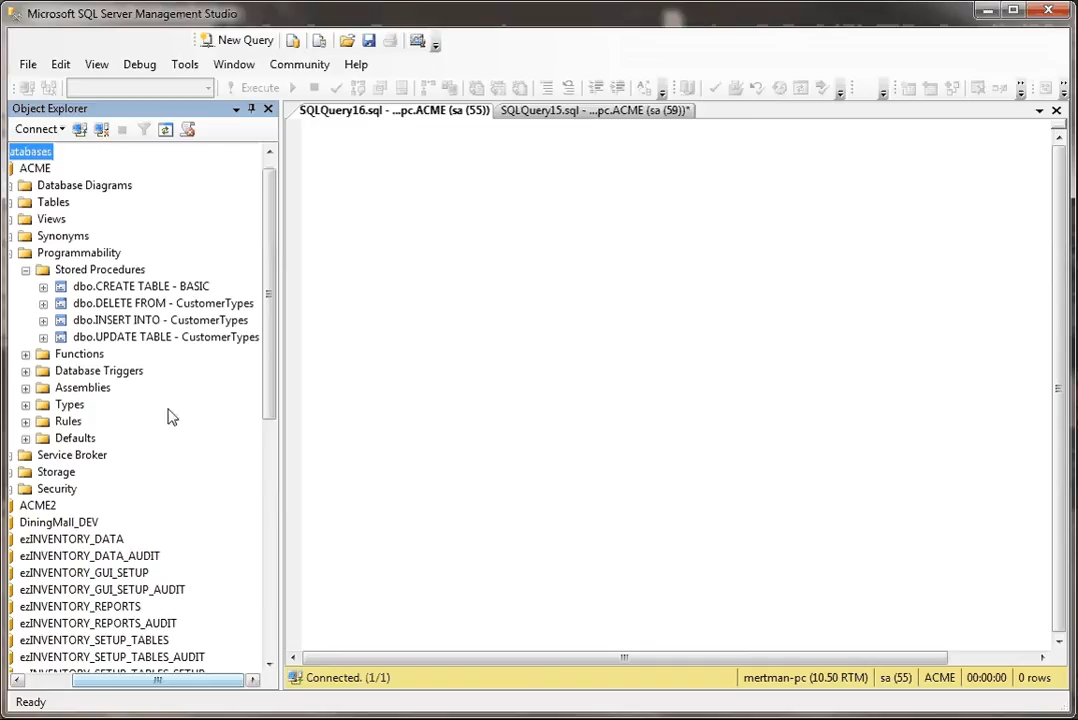 Microsoft SQL Server Management Studio
New Query
File Edit View Debug Tools Window Community Help
Execute
Object Explorer
SQLQuery16.sql - ...pc.ACME (sa (55)) SQLQuery15.sql - ...pc.ACME (sa (59))*
Connect
atabases
ACME
Database Diagrams
Tables
Views
Synonyms
Programmability
Stored Procedures
dbo.CREATE TABLE - BASIC
dbo.DELETE FROM - CustomerTypes
dbo.INSERT INTO - CustomerTypes
dbo.UPDATE TABLE - CustomerTypes
Functions
Database Triggers
Assemblies
Types
Rules
Defaults
Service Broker
Storage
Security
ACME2
DiningMall_DEV
ezINVENTORY_DATA
ezINVENTORY_DATA_AUDIT
ezINVENTORY_GUI_SETUP
ezINVENTORY_GUI_SETUP_AUDIT
ezINVENTORY_REPORTS
ezINVENTORY_REPORTS_AUDIT
ezINVENTORY_SETUP_TABLES
ezINVENTORY_SETUP_TABLES_AUDIT
Connected. (1/1) mertman-pc (10.50 RTM) sa (55) ACME 00:00:00 0 rows
Ready